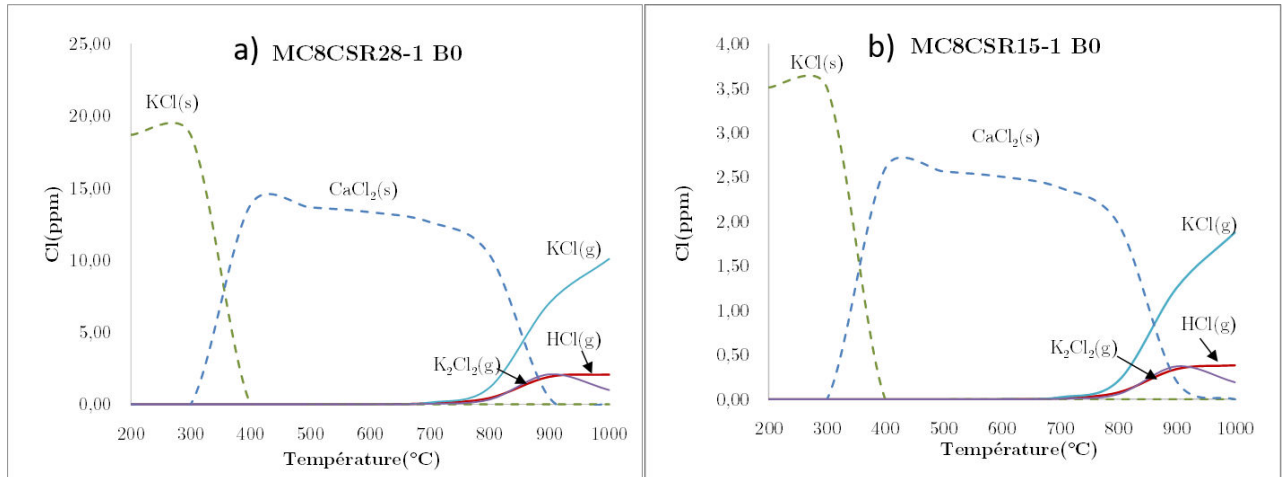 a) MC8CSR28-1 B0
25,00
20,00
15,00
10,00
5,00
0,00
Cl(ppm)
KCl(s)
CaCl₂(s)
KCl(g)
HCl(g)
K₂Cl₂(g)
200 300 400 500 600 700 800 900 1000
Température(°C)
b) MC8CSR15-1 B0
4,00
3,50
3,00
2,50
2,00
1,50
1,00
0,50
0,00
Cl(ppm)
KCl(s)
CaCl₂(s)
KCl(g)
HCl(g)
K₂Cl₂(g)
200 300 400 500 600 700 800 900 1000
Température(°C)